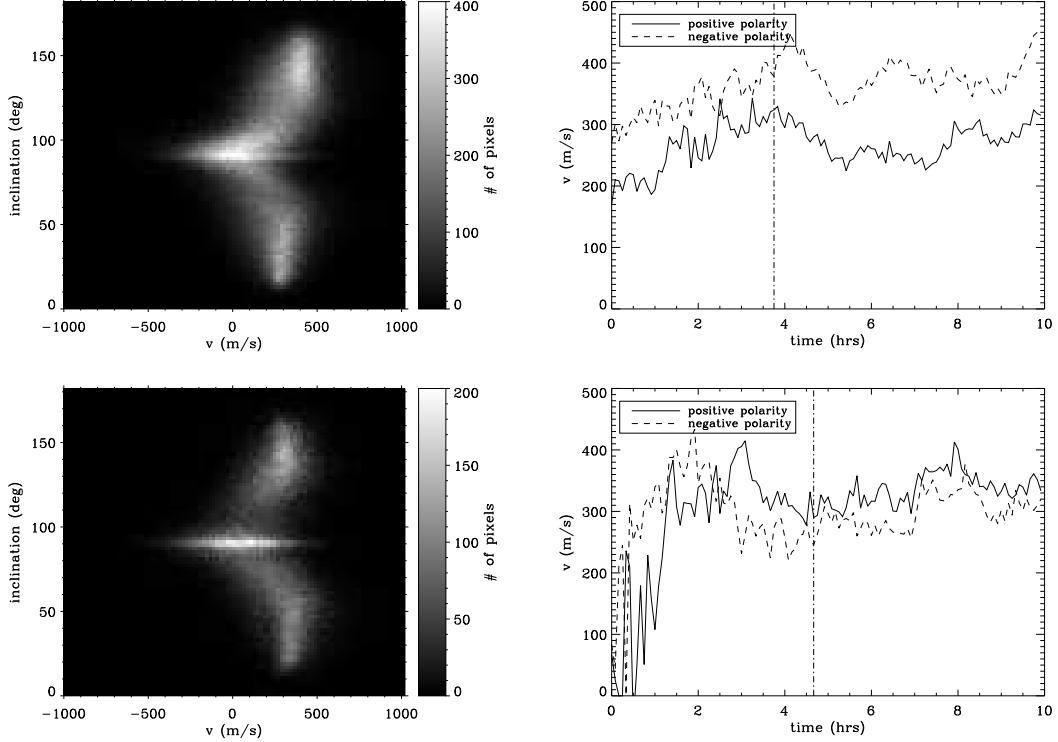 150
100
50
0
inclination (deg)
-1000 -500 0 500 1000
v (m/s)
400
300
200
100
0
# of pixels
500
400
300
200
100
0
v (m/s)
positive polarity
negative polarity
0 2 4 6 8 10
time (hrs)
150
100
50
0
inclination (deg)
-1000 -500 0 500 1000
v (m/s)
200
150
100
50
0
# of pixels
500
400
300
200
100
0
v (m/s)
positive polarity
negative polarity
0 2 4 6 8 10
time (hrs)